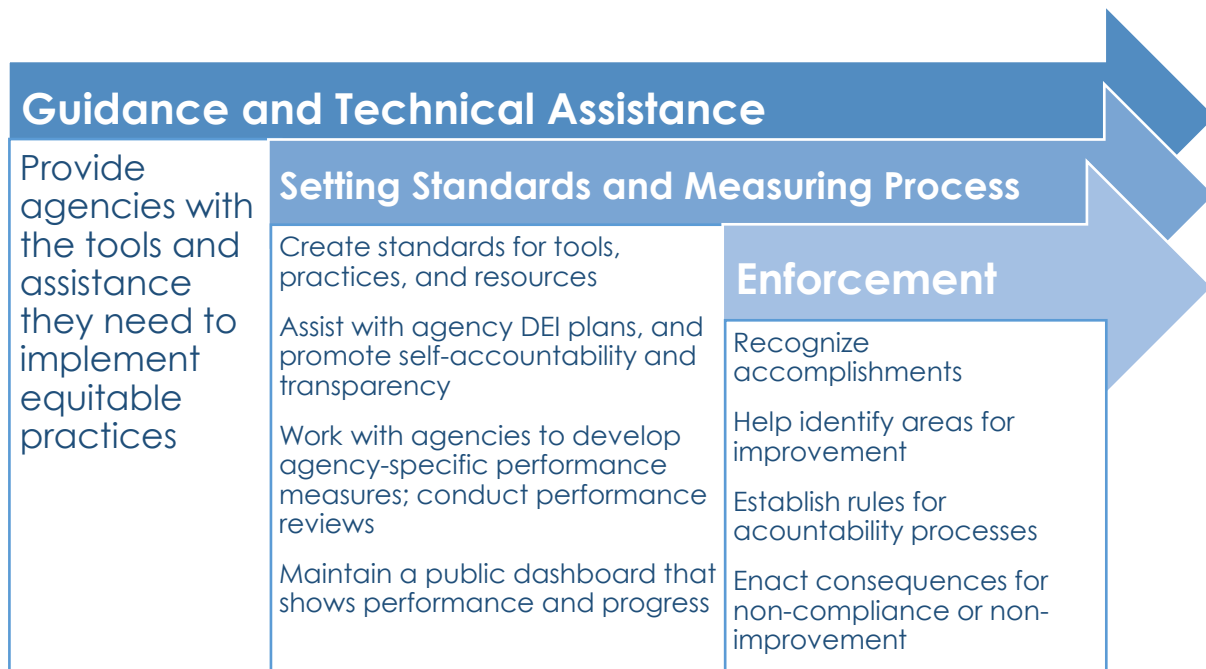 Guidance and Technical Assistance
Provide
agencies with
the tools and
assistance
they need to
implement
equitable
practices
Setting Standards and Measuring Process
Create standards for tools,
practices, and resources
Assist with agency DEI plans, and
promote self-accountability and
transparency
Work with agencies to develop
agency-specific performance
measures; conduct performance
reviews
Maintain a public dashboard that
shows performance and progress
Enforcement
Recognize
accomplishments
Help identify areas for
improvement
Establish rules for
acountability processes
Enact consequences for
non-compliance or non-
improvement